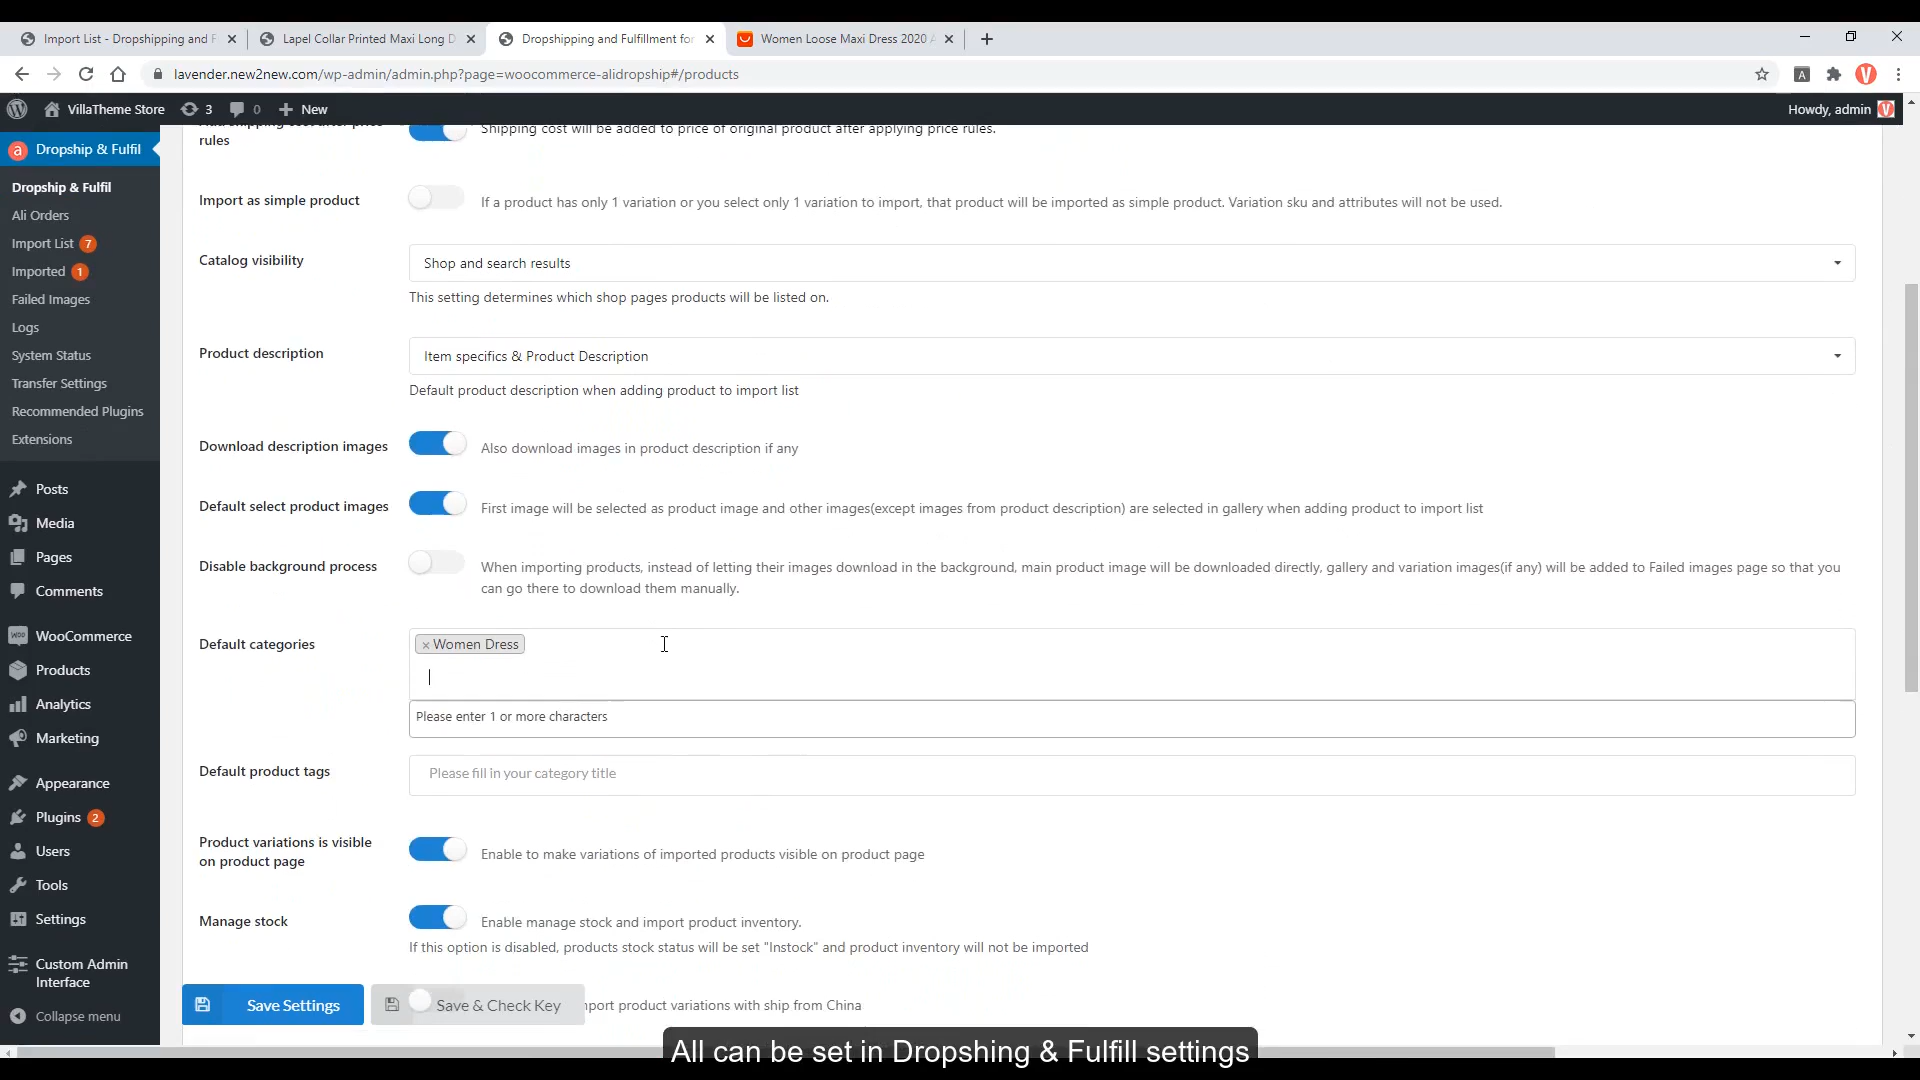 Import List - Dropshipping and F
Lapel Collar Printed Maxi Long D
Dropshipping and Fulfillment for
Women Loose Maxi Dress 2020 A
lavender.new2new.com/wp-admin/admin.php?page=woocommerce-alidropship#/products
VillaTheme Store
3
0
New
Howdy, admin
Dropship & Fulfil
Dropship & Fulfil
Ali Orders
Import List 7
Imported 1
Failed Images
Logs
System Status
Transfer Settings
Recommended Plugins
Extensions
Posts
Media
Pages
Comments
WooCommerce
Products
Analytics
Marketing
Appearance
Plugins 2
Users
Tools
Settings
Custom Admin
Interface
Collapse menu
rules
Shipping cost will be added to price of original product after applying price rules.
Import as simple product
If a product has only 1 variation or you select only 1 variation to import, that product will be imported as simple product. Variation sku and attributes will not be used.
Catalog visibility
Shop and search results
This setting determines which shop pages products will be listed on.
Product description
Item specifics & Product Description
Default product description when adding product to import list
Download description images
Also download images in product description if any
Default select product images
First image will be selected as product image and other images(except images from product description) are selected in gallery when adding product to import list
Disable background process
When importing products, instead of letting their images download in the background, main product image will be downloaded directly, gallery and variation images(if any) will be added to Failed images page so that you
can go there to download them manually.
Default categories
× Women Dress
Please enter 1 or more characters
Default product tags
Please fill in your category title
Product variations is visible
on product page
Enable to make variations of imported products visible on product page
Manage stock
Enable manage stock and import product inventory.
If this option is disabled, products stock status will be set "Instock" and product inventory will not be imported
Save Settings
Save & Check Key
mport product variations with ship from China
All can be set in Dropshing & Fulfill settings